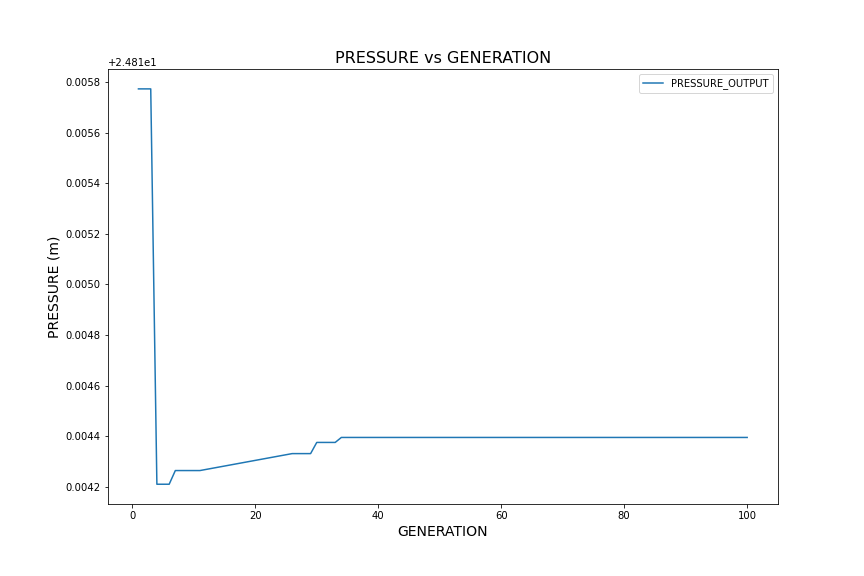 PRESSURE vs GENERATION
+2.481e1
PRESSURE_OUTPUT
0.0058
0.0056
0.0054
0.0052
0.0050
0.0048
0.0046
0.0044
0.0042
PRESSURE (m)
0 20 40 60 80 100
GENERATION